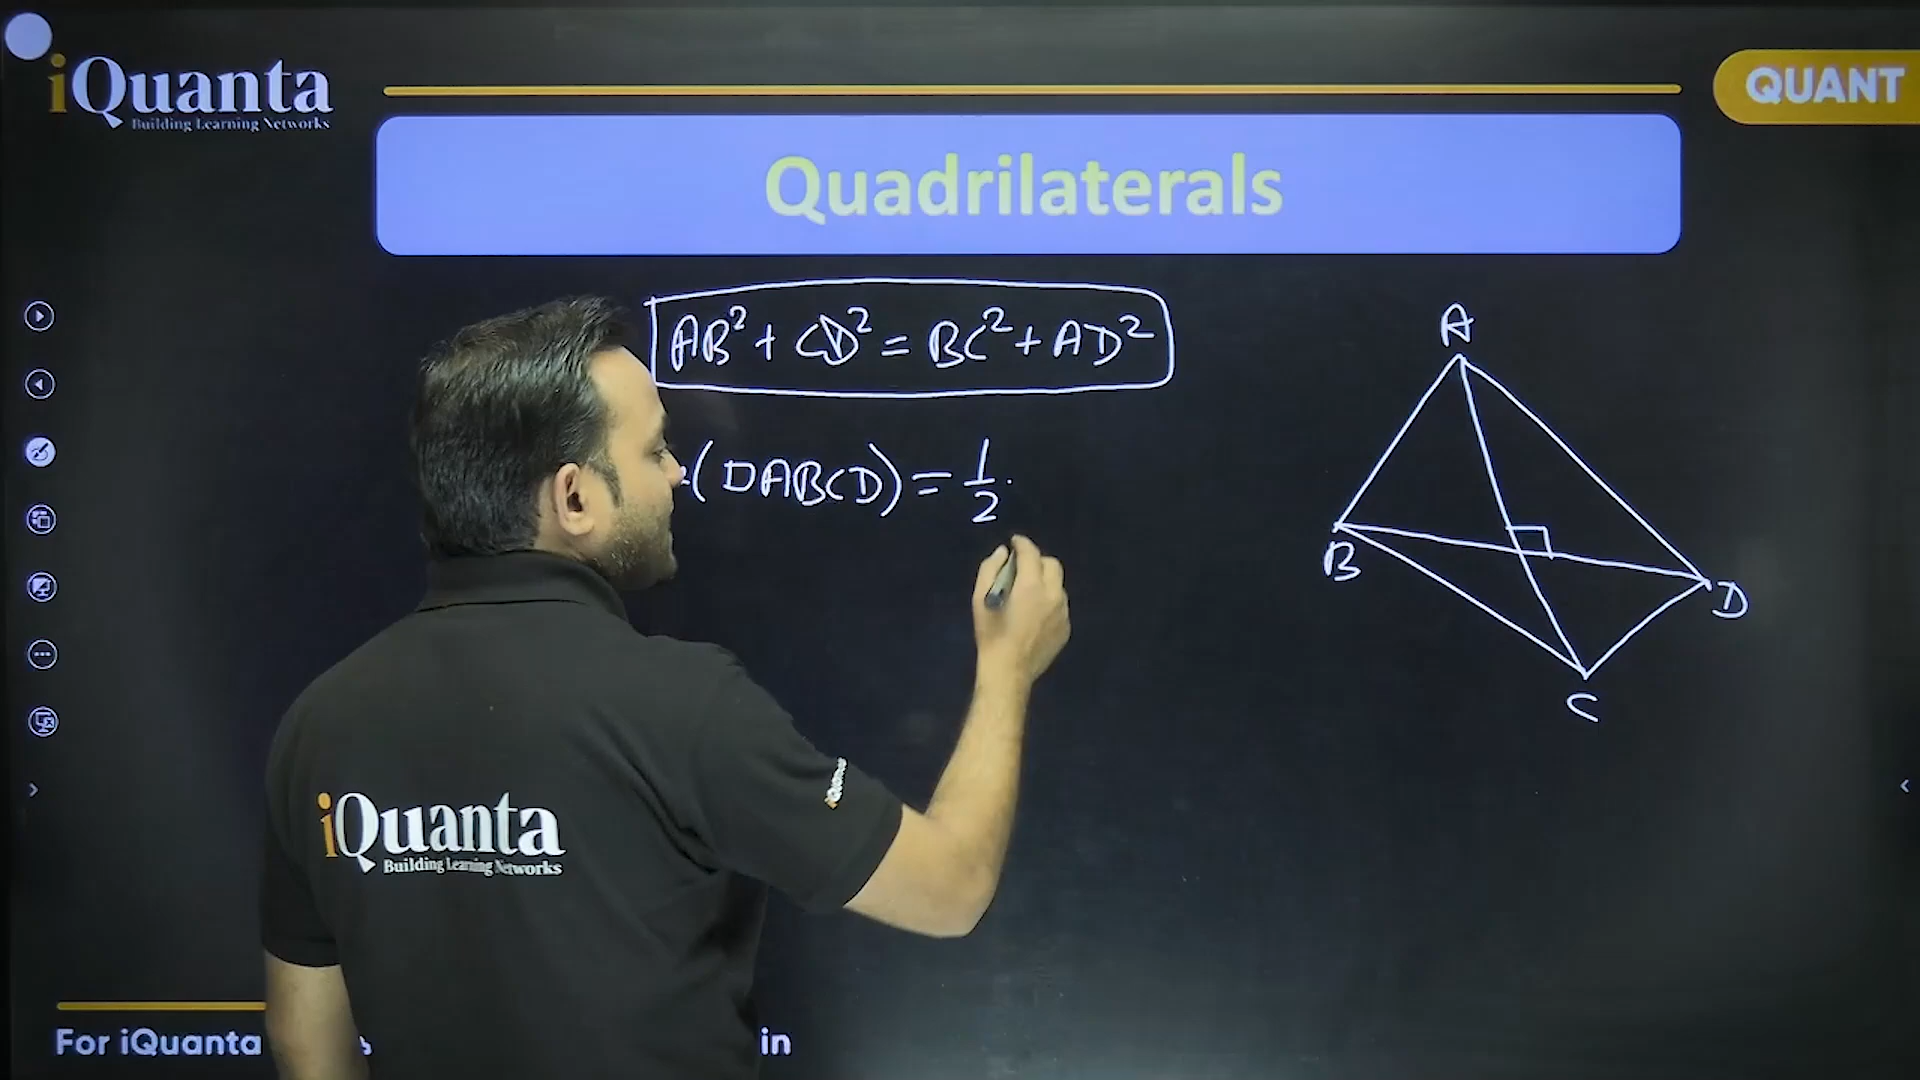 iQuanta
Building Learning Networks
QUANT
Quadrilaterals
AB² + CD² = BC² + AD²
(DABCD) = 1/2 ·
A
B
D
C
iQuanta
iQuanta
Building Learning Networks
For iQuanta
in